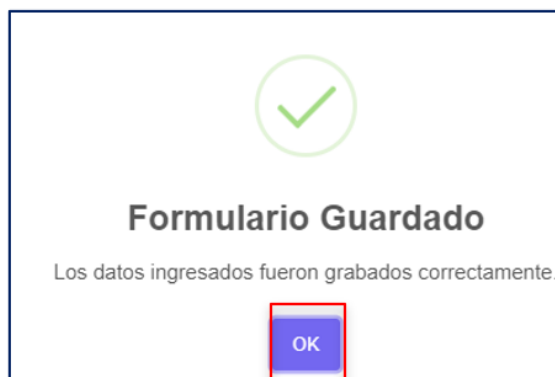 Formulario Guardado
Los datos ingresados fueron grabados correctamente.
OK